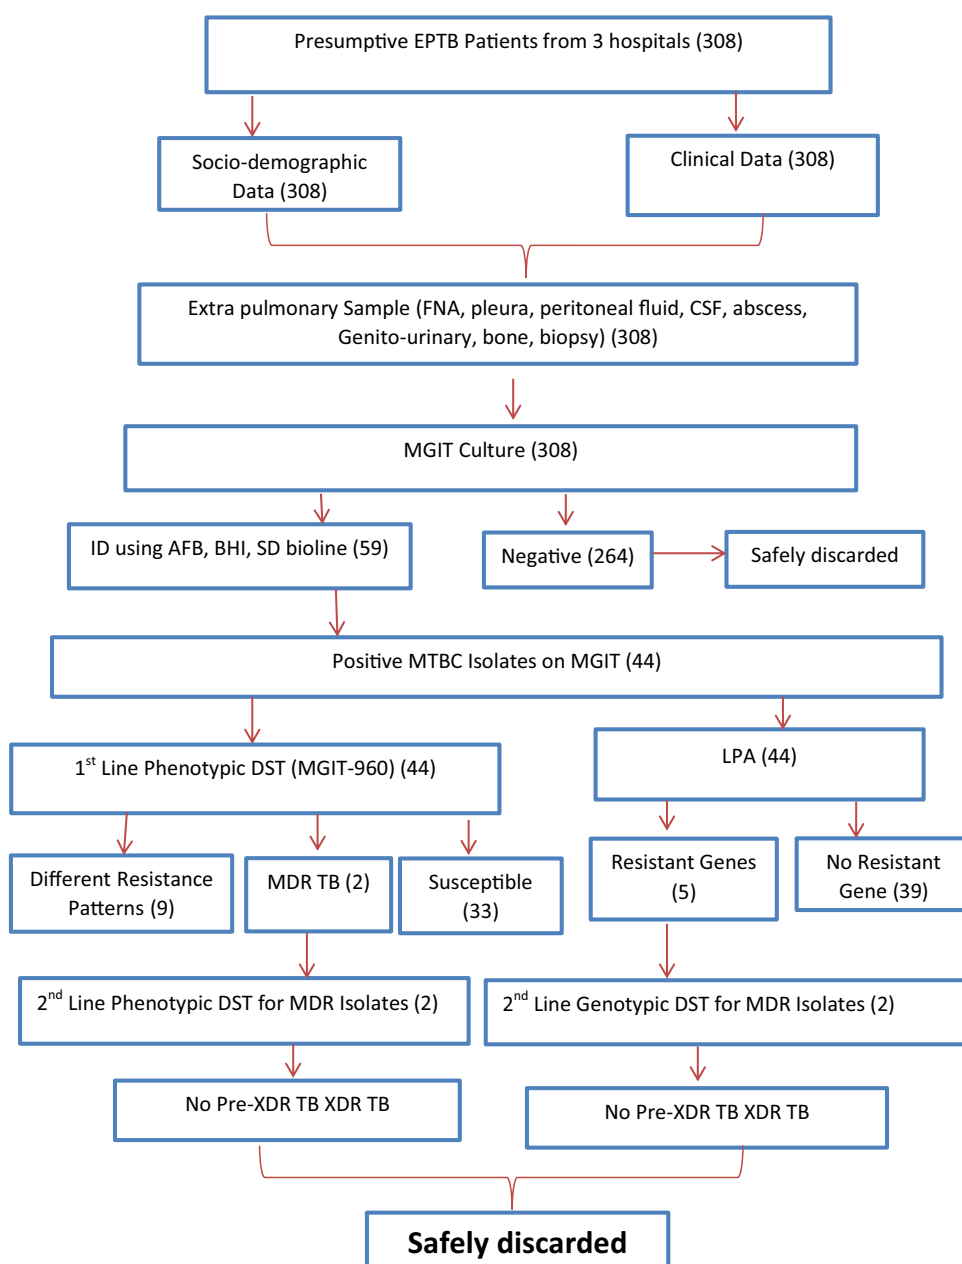 Presumptive EPTB Patients from 3 hospitals (308)
Socio-demographic
Data (308)
Clinical Data (308)
Extra pulmonary Sample (FNA, pleura, peritoneal fluid, CSF, abscess,
Genito-urinary, bone, biopsy) (308)
MGIT Culture (308)
ID using AFB, BHI, SD bioline (59)
Negative (264)
Safely discarded
Positive MTBC Isolates on MGIT (44)
1st Line Phenotypic DST (MGIT-960) (44)
LPA (44)
Different Resistance
Patterns (9)
MDR TB (2)
Susceptible
(33)
Resistant Genes
(5)
No Resistant
Gene (39)
2nd Line Phenotypic DST for MDR Isolates (2)
2nd Line Genotypic DST for MDR Isolates (2)
No Pre-XDR TB XDR TB
No Pre-XDR TB XDR TB
Safely discarded